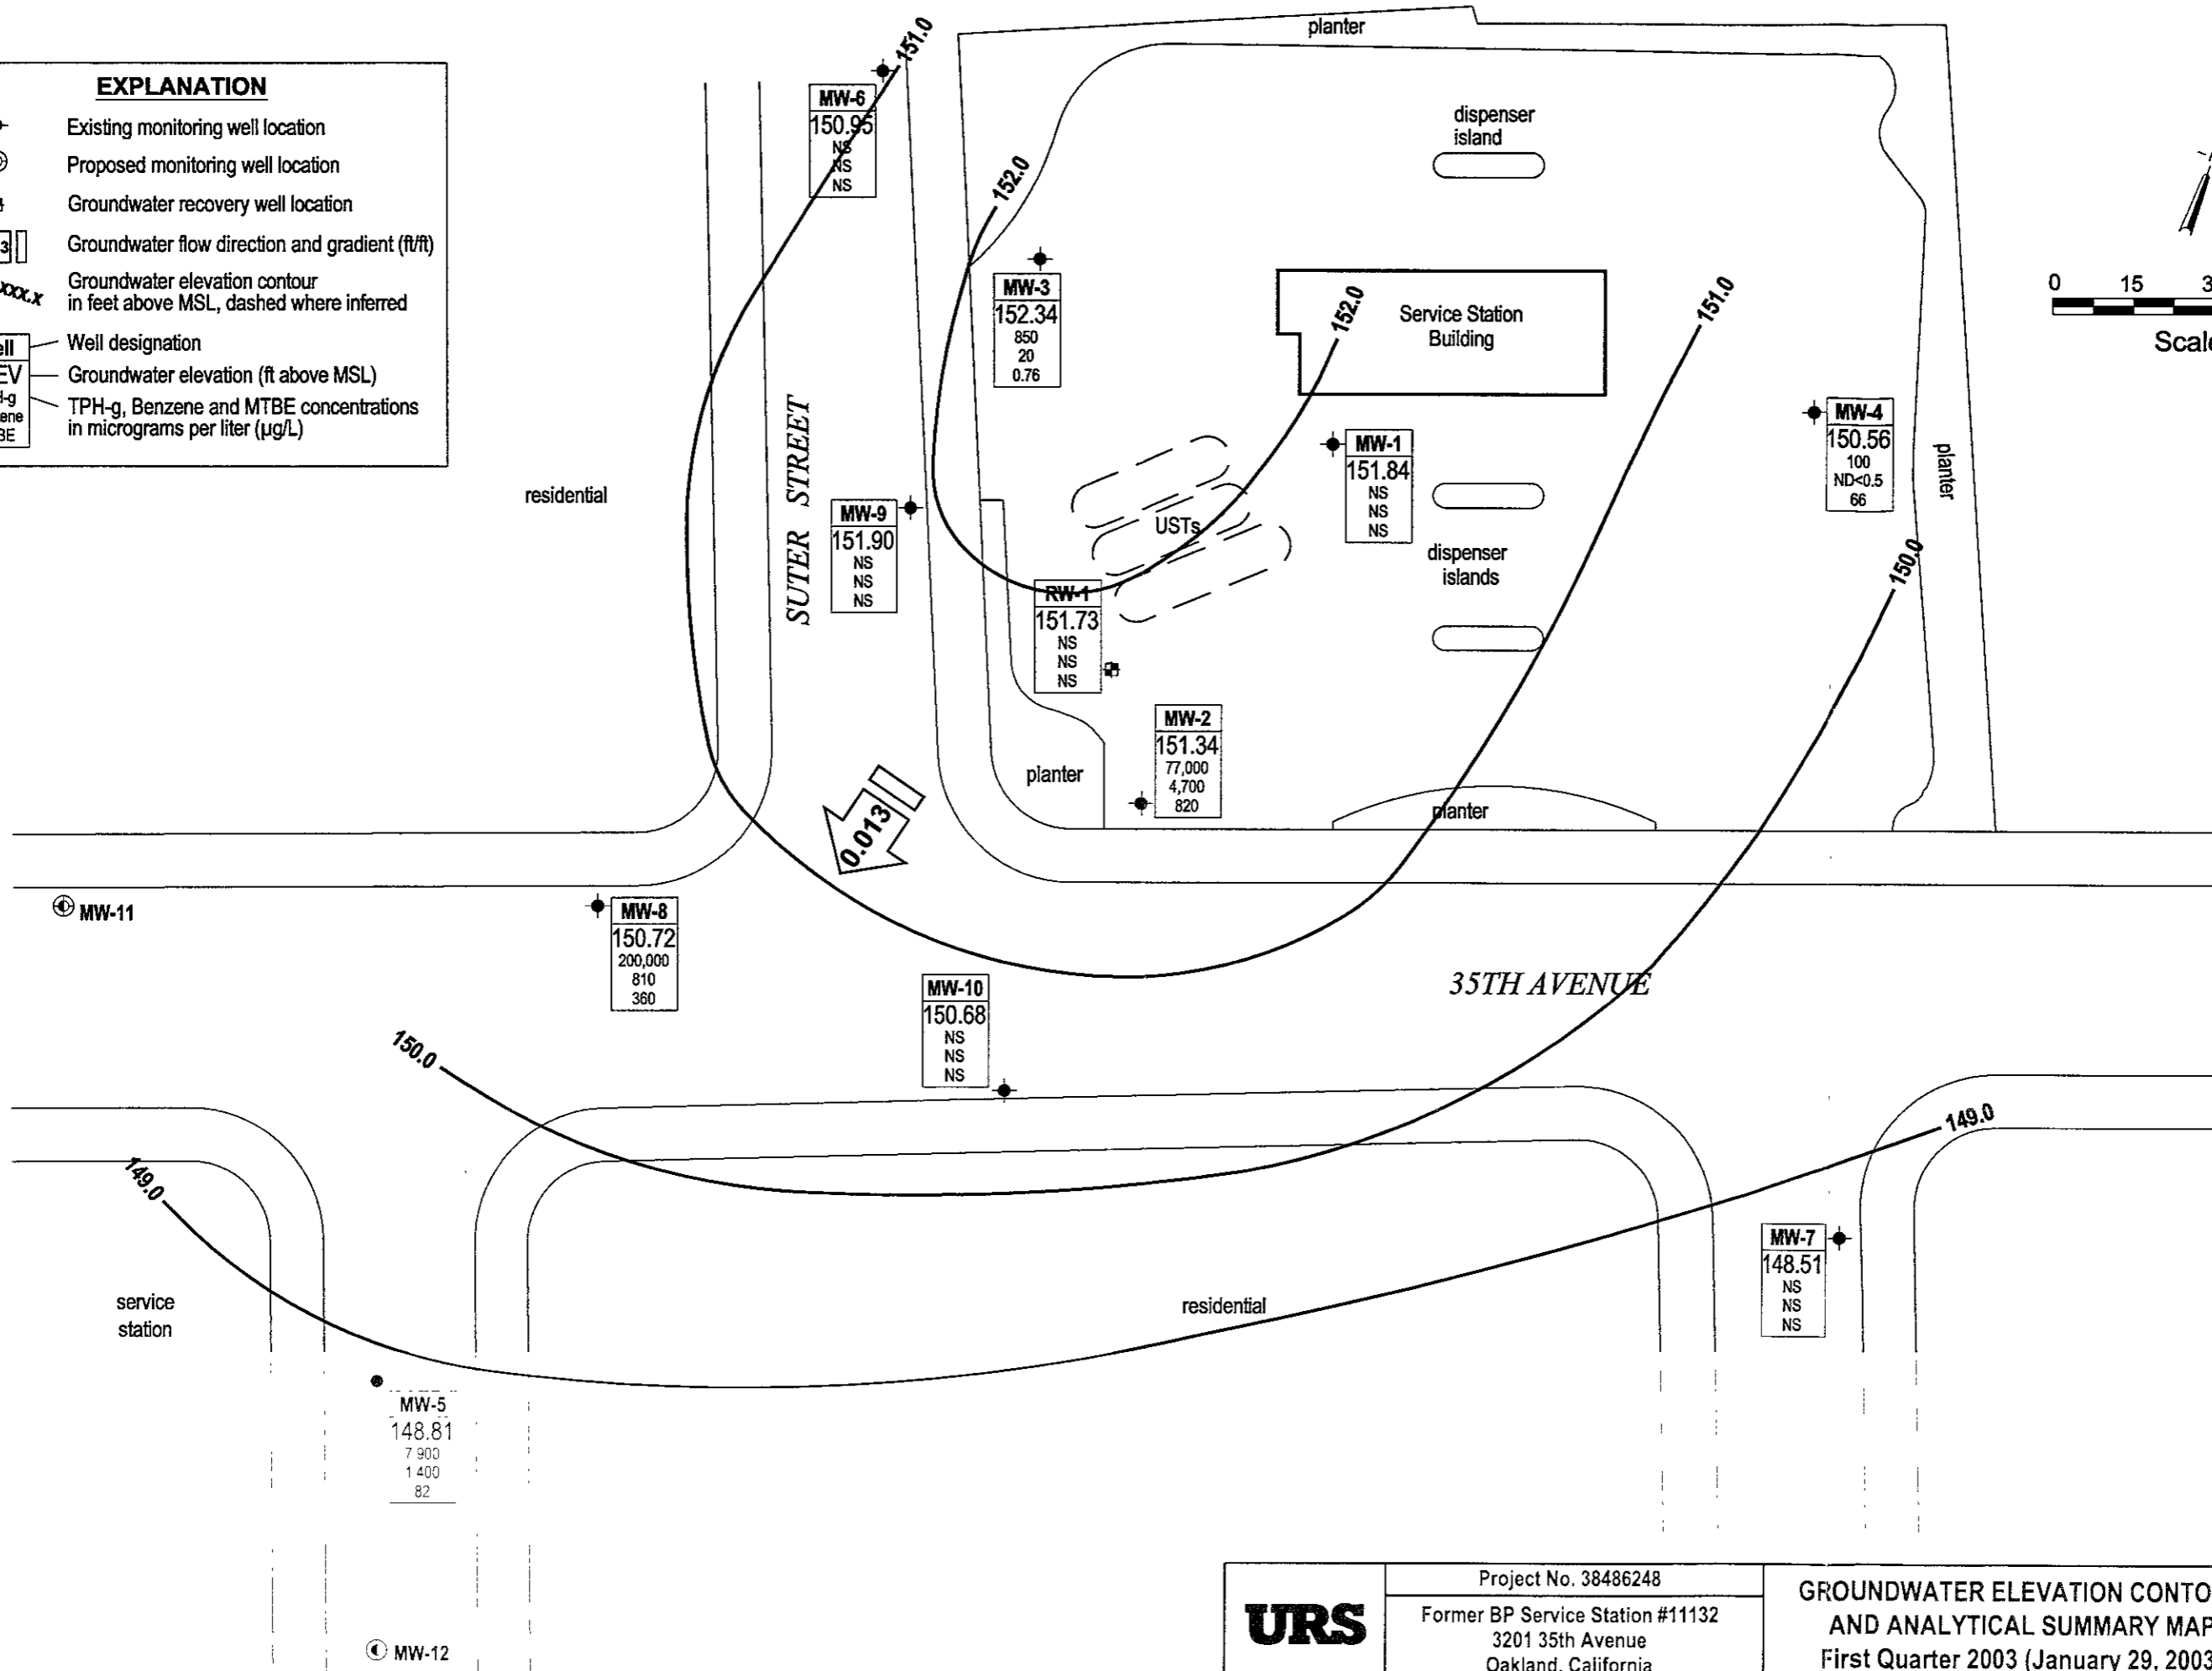 EXPLANATION
Existing monitoring well location
Proposed monitoring well location
Groundwater recovery well location
Groundwater flow direction and gradient (ft/ft)
xxx.x
Groundwater elevation contour
in feet above MSL, dashed where inferred
Well designation
Groundwater elevation (ft above MSL)
TPH-g, Benzene and MTBE concentrations
in micrograms per liter (µg/L)
planter
151.0
MW-6
150.95
NS
NS
NS
152.0
dispenser
island
MW-3
152.34
850
20
0.76
152.0
Service Station
Building
151.0
0 15
MW-1
151.84
NS
NS
NS
MW-4
150.56
100
ND<0.5
66
planter
residential
SUTER STREET
MW-9
151.90
NS
NS
NS
USTs
dispenser
islands
150.0
RW-1
151.73
NS
NS
NS
MW-2
151.34
77,000
4,700
820
planter
planter
0.013
MW-11
MW-8
150.72
200,000
810
360
MW-10
150.68
NS
NS
NS
35TH AVENUE
150.0
149.0
149.0
MW-7
148.51
NS
NS
NS
service
station
residential
MW-5
148.81
7 900
1 400
82
MW-12
URS
Project No. 38486248
Former BP Service Station #11132
3201 35th Avenue
Oakland, California
GROUNDWATER ELEVATION
AND ANALYTICAL SUMMARY MAP
First Quarter 2003 (January 29, 2003